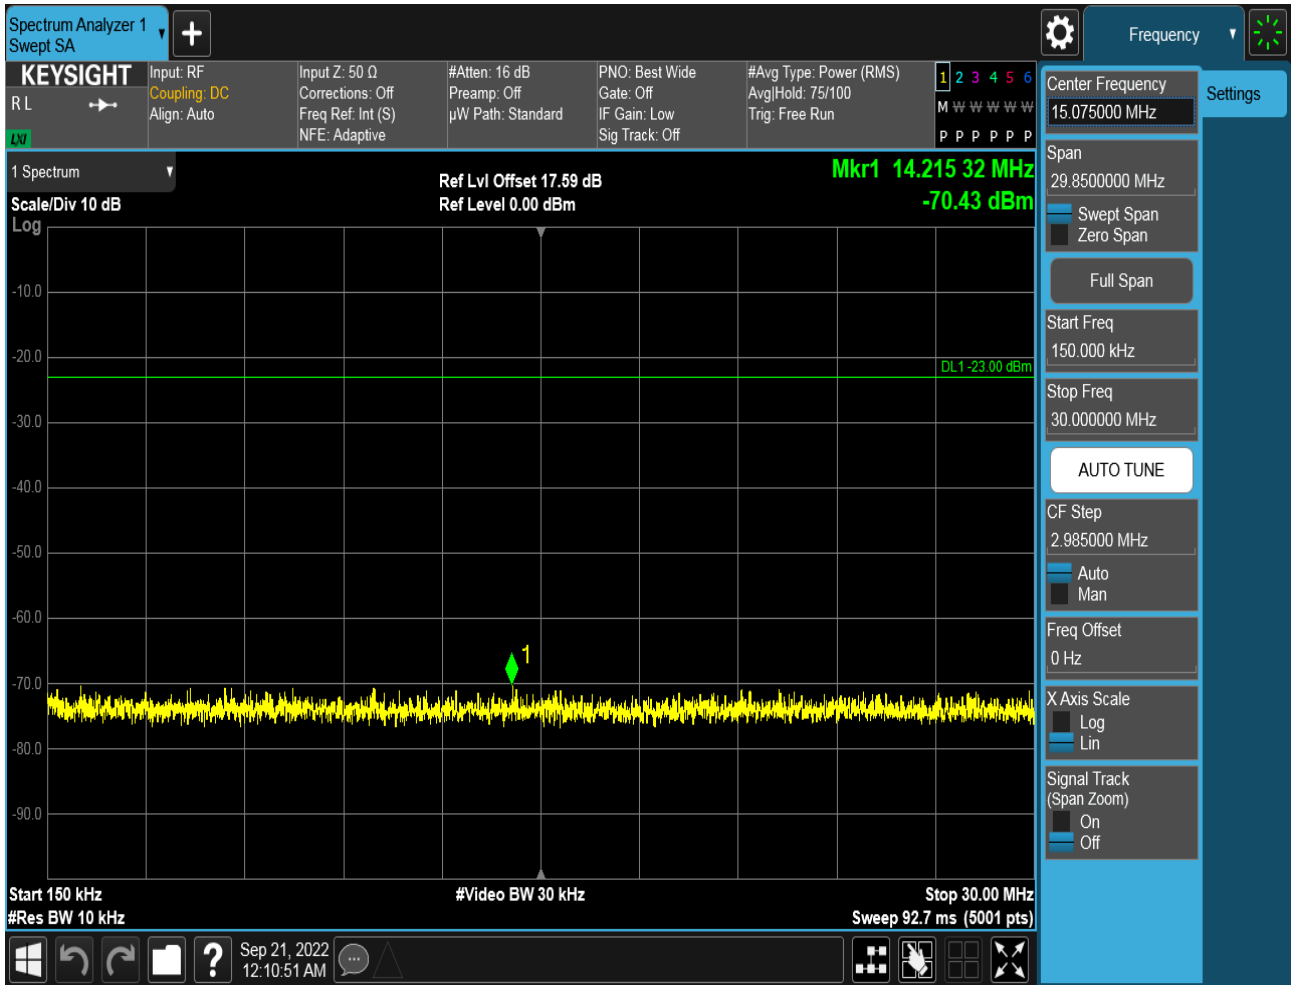 Spectrum Analyzer 1
Swept SA
Frequency
KEYSIGHT
R L
LXI
Input: RF
Coupling: DC
Align: Auto
Input Z: 50 Ω
Corrections: Off
Freq Ref: Int (S)
NFE: Adaptive
#Atten: 16 dB
Preamp: Off
µW Path: Standard
PNO: Best Wide
Gate: Off
IF Gain: Low
Sig Track: Off
#Avg Type: Power (RMS)
Avg|Hold: 75/100
Trig: Free Run
1 2 3 4 5 6
M W W W W W
P P P P P P
1 Spectrum
Scale/Div 10 dB
Log
Ref Lvl Offset 17.59 dB
Ref Level 0.00 dBm
Mkr1 14.215 32 MHz
-70.43 dBm
-10.0
-20.0
DL1 -23.00 dBm
-30.0
-40.0
-50.0
-60.0
1
-70.0
-80.0
-90.0
Start 150 kHz
#Video BW 30 kHz
Stop 30.00 MHz
#Res BW 10 kHz
Sweep 92.7 ms (5001 pts)
Center Frequency
15.075000 MHz
Settings
Span
29.8500000 MHz
Swept Span
Zero Span
Full Span
Start Freq
150.000 kHz
Stop Freq
30.000000 MHz
AUTO TUNE
CF Step
2.985000 MHz
Auto
Man
Freq Offset
0 Hz
X Axis Scale
Log
Lin
Signal Track
(Span Zoom)
On
Off
?
Sep 21, 2022
12:10:51 AM